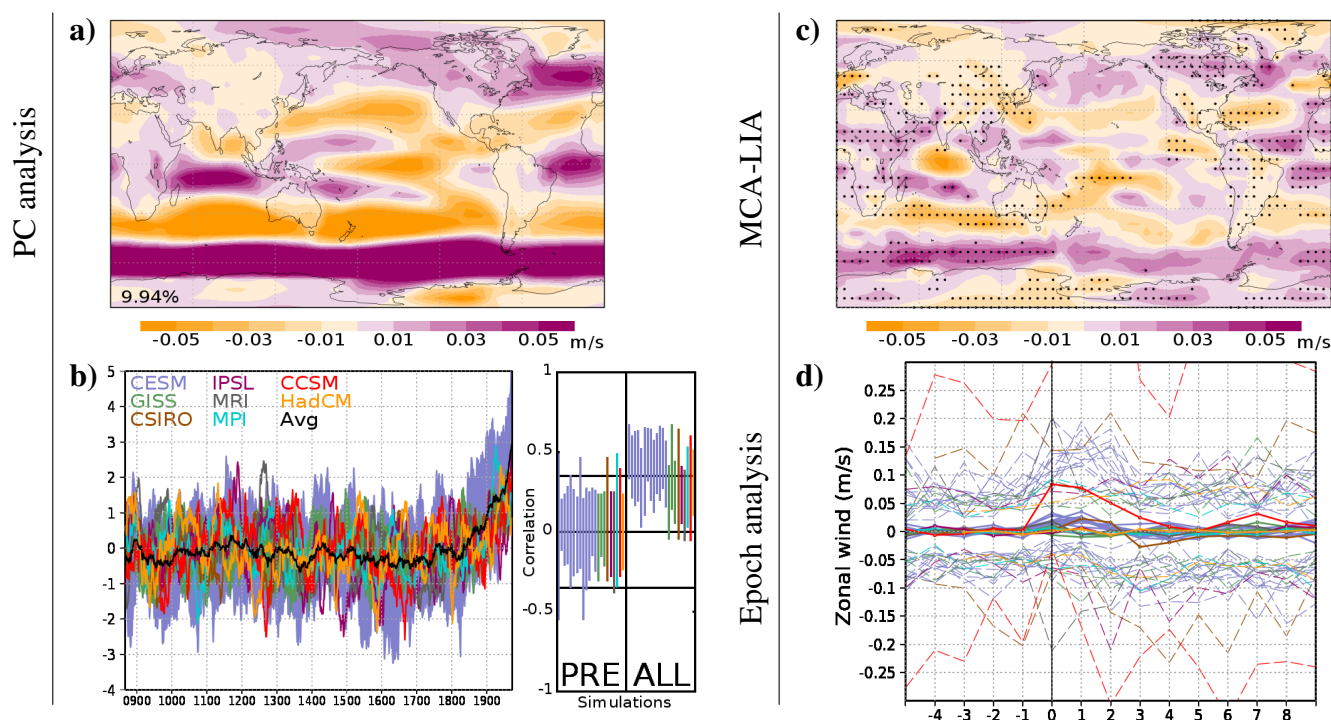 a)
PC analysis
9.94%
-0.05 -0.03 -0.01 0.01 0.03 0.05 m/s
b)
5
4
3
2
1
0
-1
-2
-3
-4
CESM IPSL CCSM
GISS MRI HadCM
CSIRO MPI Avg
0900 1000 1100 1200 1300 1400 1500 1600 1700 1800 1900
Correlation
1
0.5
0
-0.5
-1
PRE ALL
Simulations
c)
MCA-LIA
-0.05 -0.03 -0.01 0.01 0.03 0.05 m/s
d)
Epoch analysis
Zonal wind (m/s)
0.25
0.2
0.15
0.1
0.05
0
-0.05
-0.1
-0.15
-0.2
-0.25
-4 -3 -2 -1 0 1 2 3 4 5 6 7 8